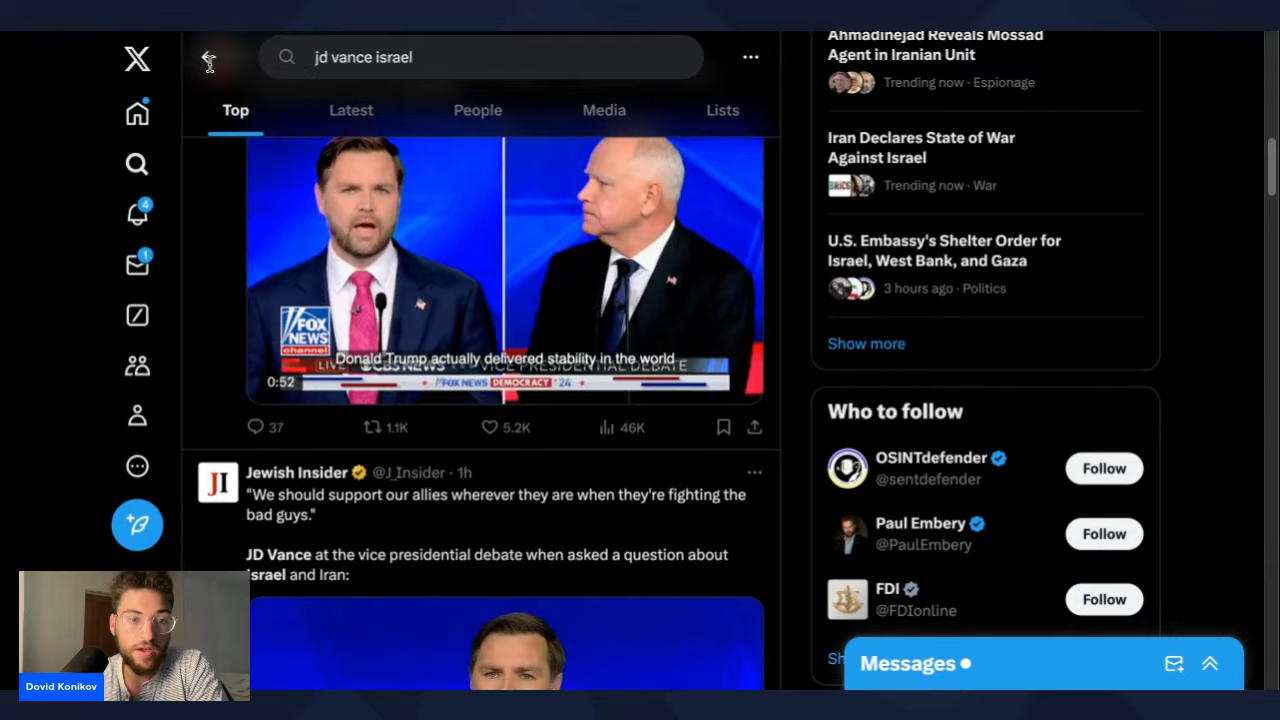 jd vance israel
Top
Latest
People
Media
Lists
FOX
NEWS
channel
Donald Trump actually delivered stability in the world
LIVE CBS NEWS VICE PRESIDENTIAL DEBATE
0:52
FOX NEWS DEMOCRACY '24
37
1.1K
5.2K
46K
JI
Jewish Insider @J_Insider · 1h
"We should support our allies wherever they are when they're fighting the
bad guys."
JD Vance at the vice presidential debate when asked a question about
Israel and Iran:
4
1
Dovid Konikov
Ahmadinejad Reveals Mossad
Agent in Iranian Unit
Trending now · Espionage
Iran Declares State of War
Against Israel
BRICS
Trending now · War
U.S. Embassy's Shelter Order for
Israel, West Bank, and Gaza
3 hours ago · Politics
Show more
Who to follow
OSINTdefender
@sentdefender
Follow
Paul Embery
@PaulEmbery
Follow
FDI
@FDIonline
Follow
Sh
Messages